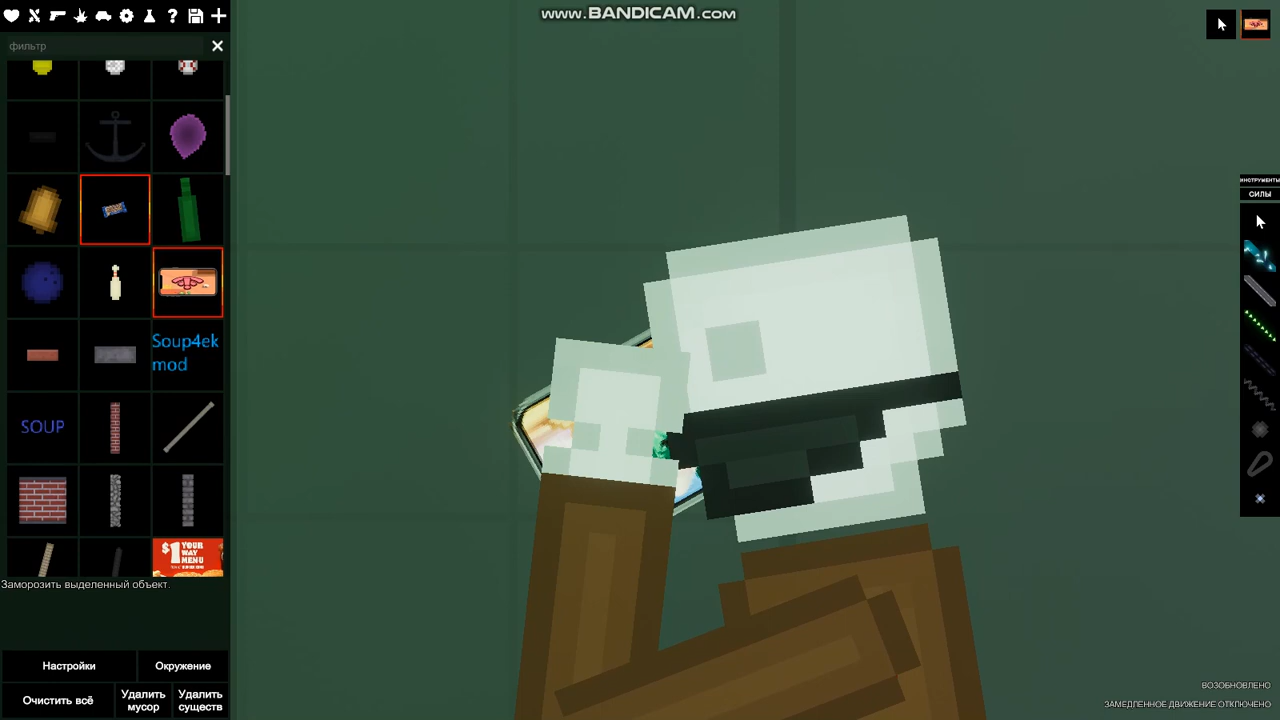 www.BANDICAM.com
фильтр
Soup4ek
mod
SOUP
$1 YOUR
WAY
MENU
Заморозить выделенный объект.
Настройки
Окружение
Очистить всё
Удалить
мусор
Удалить
существ
ИНСТРУМЕНТЫ
СИЛЫ
ВОЗОБНОВЛЕНО
ЗАМЕДЛЕННОЕ ДВИЖЕНИЕ ОТКЛЮЧЕНО